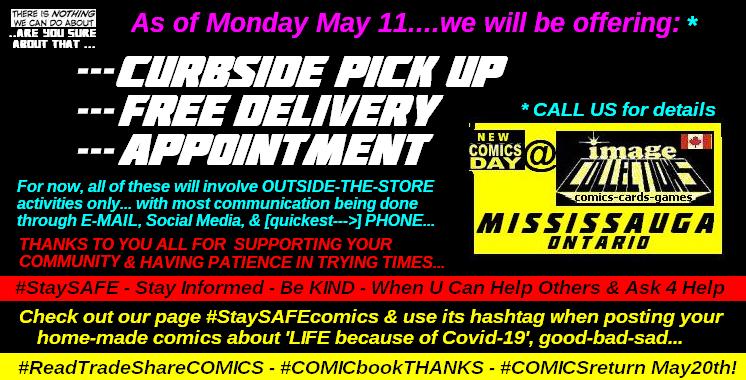 THERE IS NOTHING
WE CAN DO ABOUT
..ARE YOU SURE
ABOUT THAT ...
As of Monday May 11....we will be offering: *
---CURBSIDE PICK UP
---FREE DELIVERY
--- APPOINTMENT
* CALL US for details
NEW
COMICS
DAY
@
image
COLLECTIONS
comics-cards-games
MISSISSAUGA
ONTARIO
For now, all of these will involve OUTSIDE-THE-STORE
activities only... with most communication being done
through E-MAIL, Social Media, & [quickest--->] PHONE...
THANKS TO YOU ALL FOR SUPPORTING YOUR
COMMUNITY & HAVING PATIENCE IN TRYING TIMES...
#StaySAFE - Stay Informed - Be KIND - When U Can Help Others & Ask 4 Help
Check out our page #StaySAFEcomics & use its hashtag when posting your
home-made comics about 'LIFE because of Covid-19', good-bad-sad...
#ReadTradeShareCOMICS - #COMICbookTHANKS - #COMICSreturn May20th!